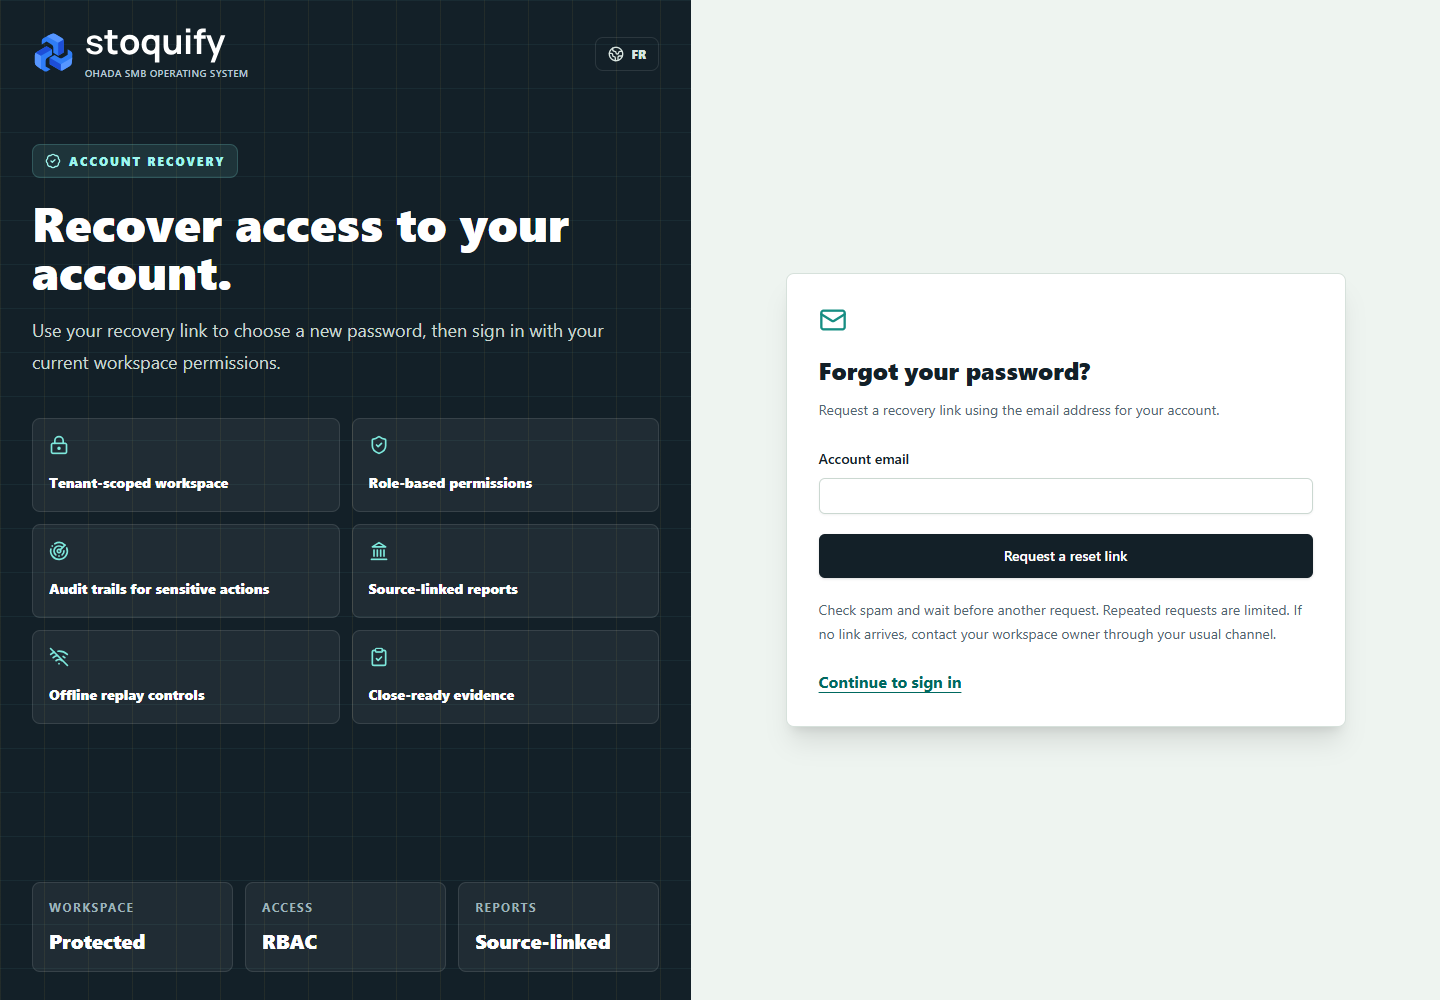 stoquify
OHADA SMB OPERATING SYSTEM
FR
ACCOUNT RECOVERY
Recover access to your
account.
Use your recovery link to choose a new password, then sign in with your
current workspace permissions.
Tenant-scoped workspace
Role-based permissions
Audit trails for sensitive actions
Source-linked reports
Offline replay controls
Close-ready evidence
WORKSPACE
Protected
ACCESS
RBAC
REPORTS
Source-linked
Forgot your password?
Request a recovery link using the email address for your account.
Account email
Request a reset link
Check spam and wait before another request. Repeated requests are limited. If
no link arrives, contact your workspace owner through your usual channel.
Continue to sign in